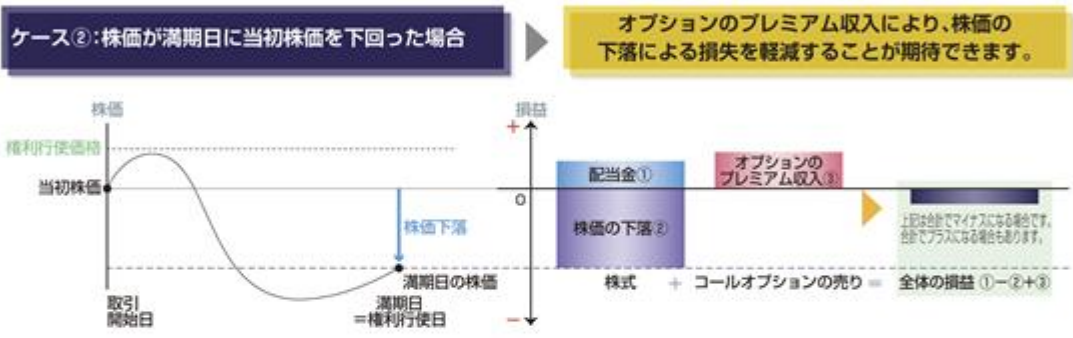 ケース②:株価が満期日に当初株価を下回った場合
オプションのプレミアム収入により、株価の
下落による損失を軽減することが期待できます。
株価
権利行使価格
当初株価
株価下落
満期日の株価
取引
開始日
満期日
=権利行使日
損益
+
0
−
配当金①
株価の下落②
オプションの
プレミアム収入③
上記は合計でマイナスになる場合です。
合計でプラスになる場合もあります。
株式 + コールオプションの売り = 全体の損益 ①−②+③